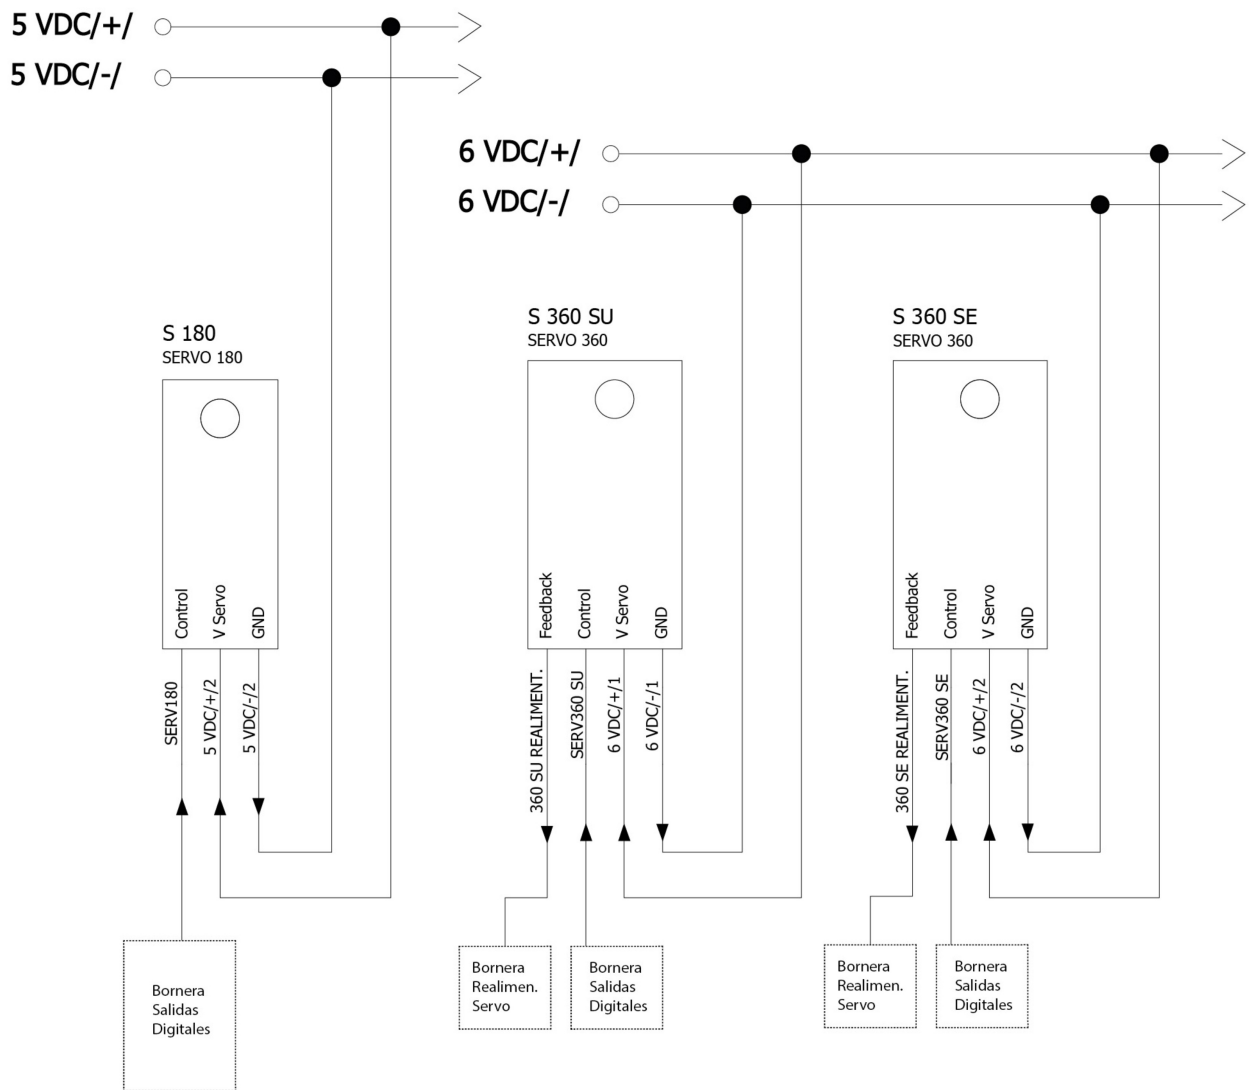 5 VDC/+/
5 VDC/-/
6 VDC/+/
6 VDC/-/
S 180
SERVO 180
Control
V Servo
GND
SERV180
5 VDC/+/2
5 VDC/-/2
Bornera
Salidas
Digitales
S 360 SU
SERVO 360
Feedback
Control
V Servo
GND
360 SU REALIMENT.
SERV360 SU
6 VDC/+/1
6 VDC/-/1
Bornera
Realimen.
Servo
Bornera
Salidas
Digitales
S 360 SE
SERVO 360
Feedback
Control
V Servo
GND
360 SE REALIMENT.
SERV360 SE
6 VDC/+/2
6 VDC/-/2
Bornera
Realimen.
Servo
Bornera
Salidas
Digitales